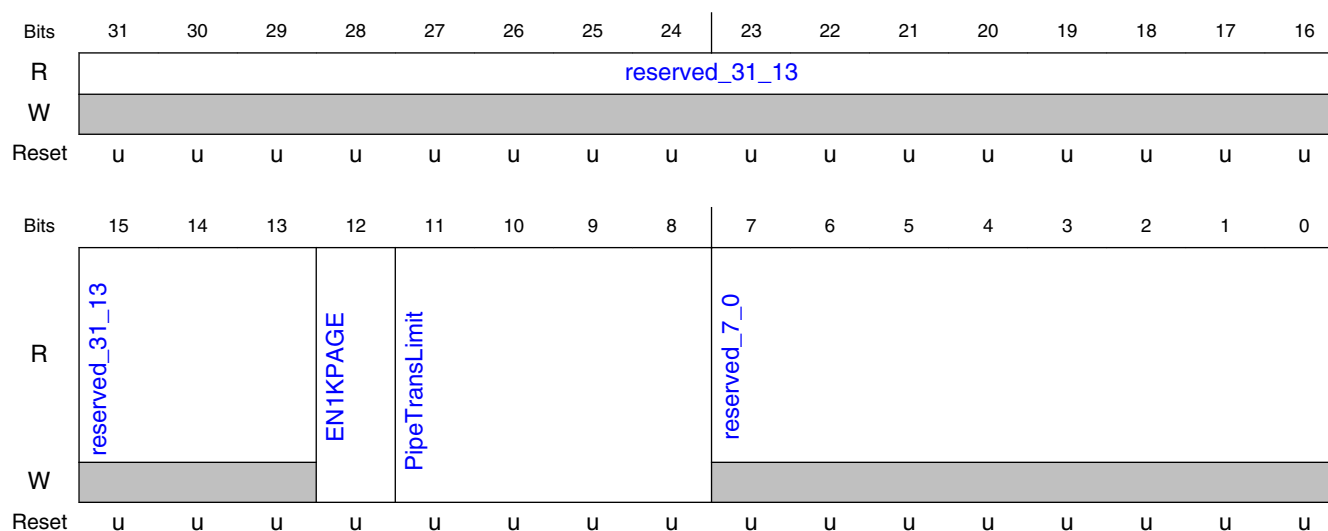 Bits 31 30 29 28 27 26 25 24 23 22 21 20 19 18 17 16
R reserved_31_13
W
Reset u u u u u u u u u u u u u u u u
Bits 15 14 13 12 11 10 9 8 7 6 5 4 3 2 1 0
R reserved_31_13 EN1KPAGE PipeTransLimit reserved_7_0
W
Reset u u u u u u u u u u u u u u u u